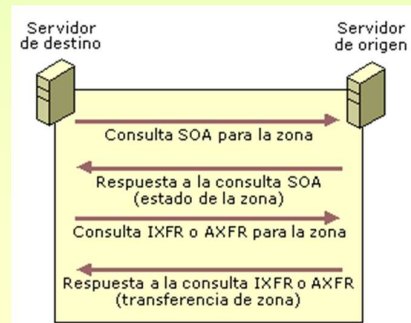 Servidor
de destino
Servidor
de origen
Consulta SOA para la zona
Respuesta a la consulta SOA
(estado de la zona)
Consulta IXFR o AXFR para la zona
Respuesta a la consulta IXFR o AXFR
(transferencia de zona)